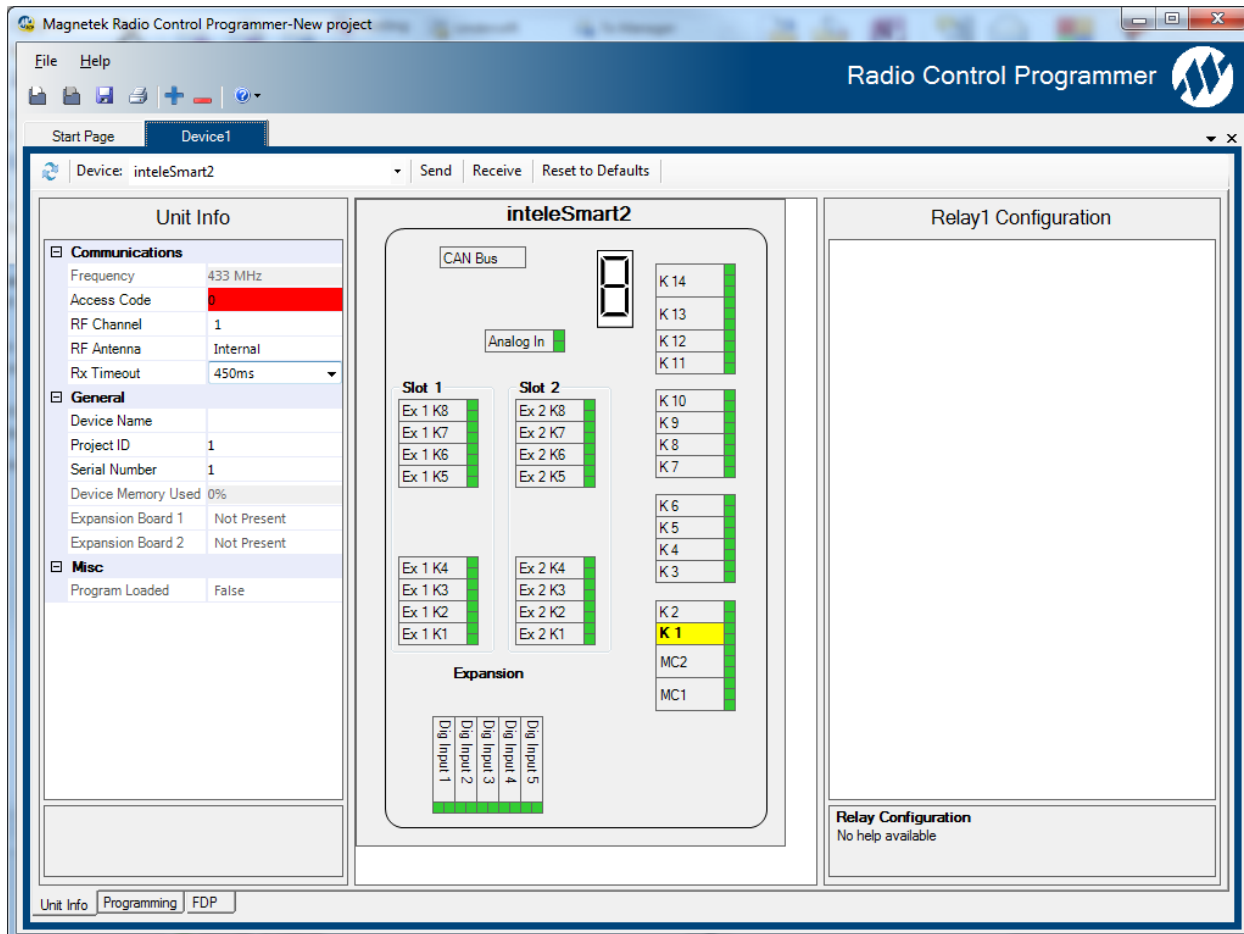 Magnetek Radio Control Programmer-New project
File Help
Radio Control Programmer
Start Page Device1
Device: inteleSmart2 Send Receive Reset to Defaults
Unit Info
Communications
Frequency 433 MHz
Access Code 0
RF Channel 1
RF Antenna Internal
Rx Timeout 450ms
General
Device Name
Project ID 1
Serial Number 1
Device Memory Used 0%
Expansion Board 1 Not Present
Expansion Board 2 Not Present
Misc
Program Loaded False
inteleSmart2
CAN Bus
8
Analog In
K 14
K 13
K 12
K 11
K 10
K 9
K 8
K 7
K 6
K 5
K 4
K 3
K 2
K 1
MC2
MC1
Slot 1
Ex 1 K8
Ex 1 K7
Ex 1 K6
Ex 1 K5
Ex 1 K4
Ex 1 K3
Ex 1 K2
Ex 1 K1
Slot 2
Ex 2 K8
Ex 2 K7
Ex 2 K6
Ex 2 K5
Ex 2 K4
Ex 2 K3
Ex 2 K2
Ex 2 K1
Expansion
Dig Input 1
Dig Input 2
Dig Input 3
Dig Input 4
Dig Input 5
Relay1 Configuration
Relay Configuration
No help available
Unit Info Programming FDP